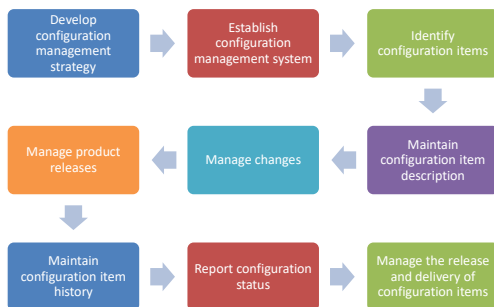 Develop
configuration
management
strategy
Establish
configuration
management system
Identify
configuration items
Maintain
configuration item
description
Manage changes
Manage product
releases
Maintain
configuration item
history
Report configuration
status
Manage the release
and delivery of
configuration items